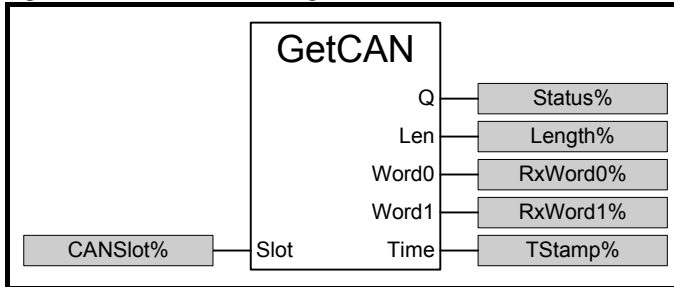 GetCAN
Q Status%
Len Length%
Word0 RxWord0%
Word1 RxWord1%
CANSlot% Slot Time TStamp%